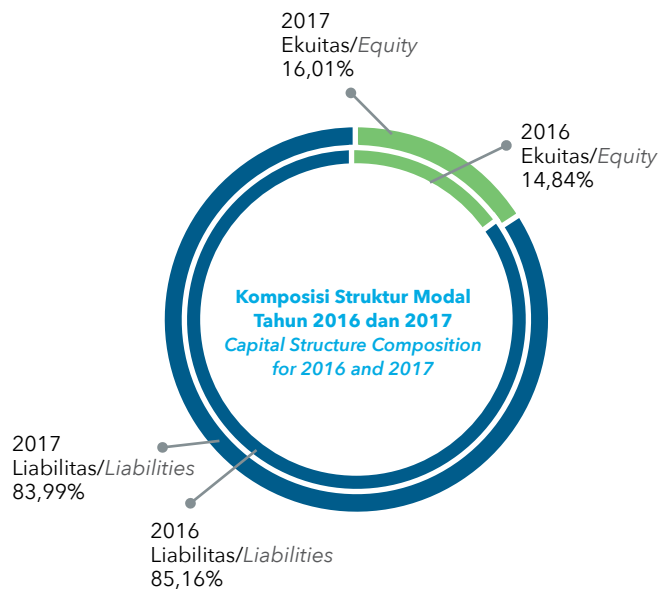 2017
Ekuitas/Equity
16,01%
2016
Ekuitas/Equity
14,84%
Komposisi Struktur Modal
Tahun 2016 dan 2017
Capital Structure Composition
for 2016 and 2017
2017
Liabilitas/Liabilities
83,99%
2016
Liabilitas/Liabilities
85,16%